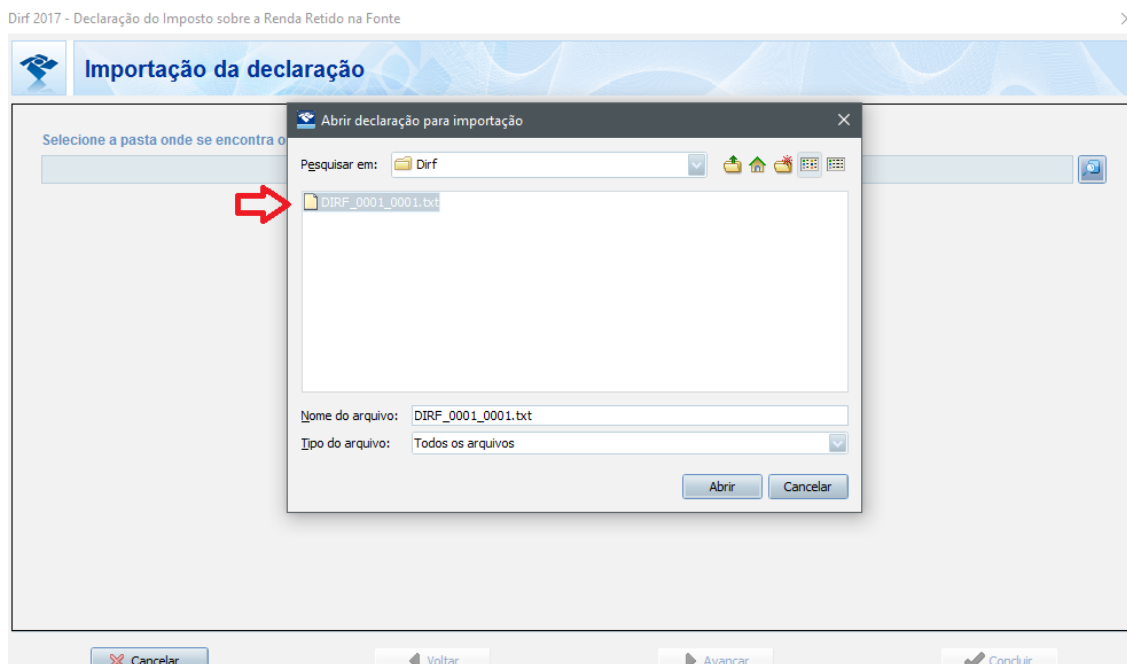 Dirf 2017 - Declaração do Imposto sobre a Renda Retido na Fonte
Importação da declaração
Abrir declaração para importação
Selecione a pasta onde se encontra o
Pesquisar em: Dirf
DIRF_0001_0001.txt
Nome do arquivo: DIRF_0001_0001.txt
Tipo do arquivo: Todos os arquivos
Abrir Cancelar
Cancelar Voltar Avançar Concluir